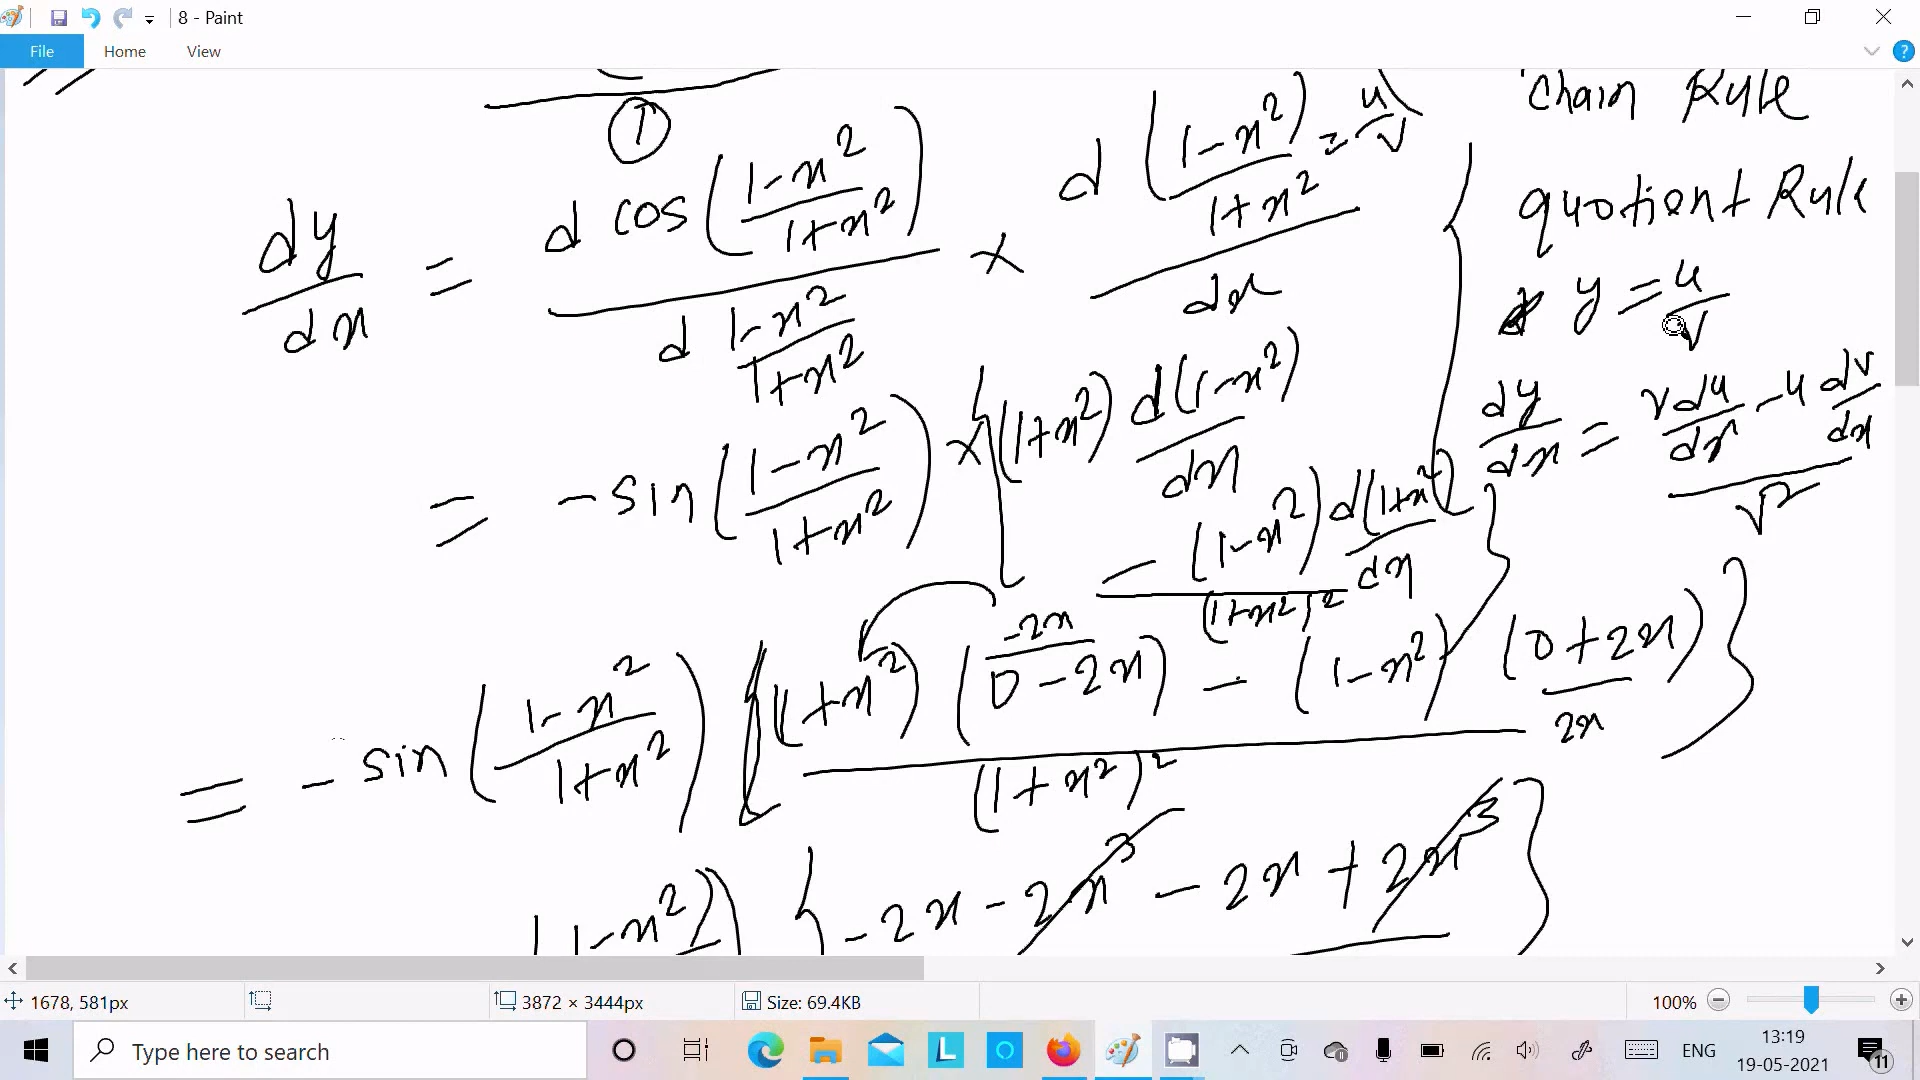 8 - Paint
File Home View
1
chain Rule
dy/dx = d cos((1-x²)/(1+x²)) / d (1-x²)/(1+x²) × d((1-x²)/(1+x²)) = u/v / dx
quotient Rule
y = u/v
dy/dx = (v du/dx - u dv/dx) / v²
= - sin((1-x²)/(1+x²)) × {(1+x²) d(1-x²)/dx
- (1-x²) d(1+x²)/dx / (1+x²)² }
-2x
= - sin((1-x²)/(1+x²)) {(1+x²) (0-2x) - (1-x²) (0+2x) / (1+x²)² }
2x
(1-x²) { -2x - 2x³ - 2x + 2x³ }
1678, 581px 3872 × 3444px Size: 69.4KB 100%
Type here to search ENG 13:19
19-05-2021 11